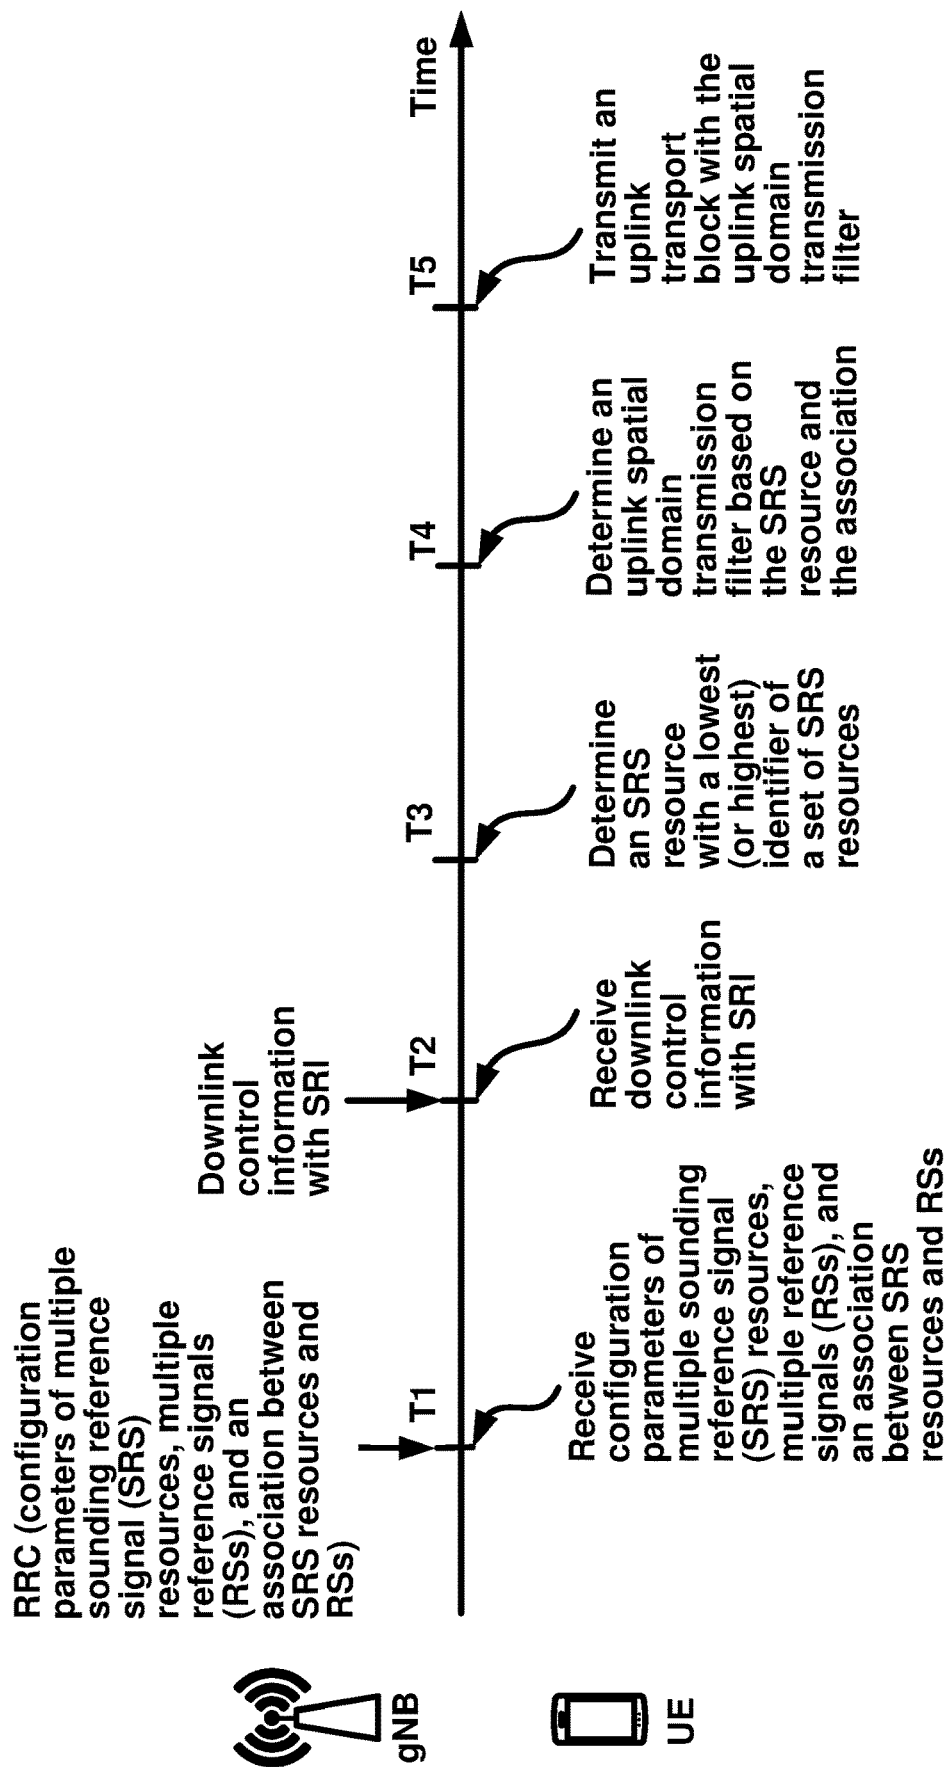 RRC (configuration
parameters of multiple
sounding reference
signal (SRS)
resources, multiple
reference signals
(RSs), and an
association between
SRS resources and
RSs)
Downlink
control
information
with SRI
gNB
T1
T2
T3
T4
T5
Time
UE
Receive
configuration
parameters of
multiple sounding
reference signal
(SRS) resources,
multiple reference
signals (RSs), and
an association
between SRS
resources and RSs
Receive
downlink
control
information
with SRI
Determine
an SRS
resource
with a lowest
(or highest)
identifier of
a set of SRS
resources
Determine an
uplink spatial
domain
transmission
filter based on
the SRS
resource and
the association
Transmit an
uplink
transport
block with the
uplink spatial
domain
transmission
filter